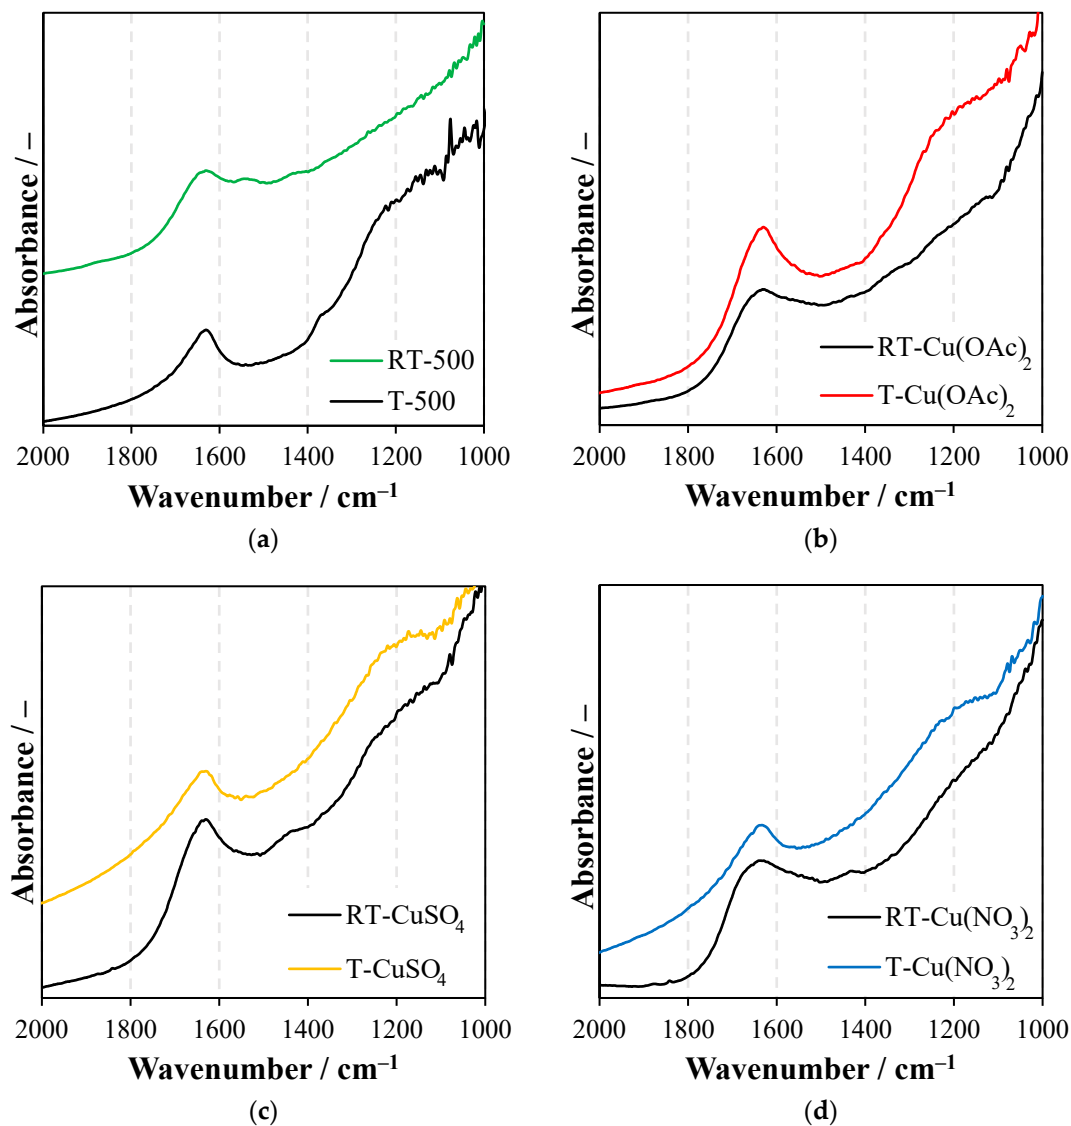 Absorbance / –
RT-500
T-500
2000 1800 1600 1400 1200 1000
Wavenumber / cm⁻¹
(a)
Absorbance / –
RT-Cu(OAc)₂
T-Cu(OAc)₂
2000 1800 1600 1400 1200 1000
Wavenumber / cm⁻¹
(b)
Absorbance / –
RT-CuSO₄
T-CuSO₄
2000 1800 1600 1400 1200 1000
Wavenumber / cm⁻¹
(c)
Absorbance / –
RT-Cu(NO₃)₂
T-Cu(NO₃)₂
2000 1800 1600 1400 1200 1000
Wavenumber / cm⁻¹
(d)